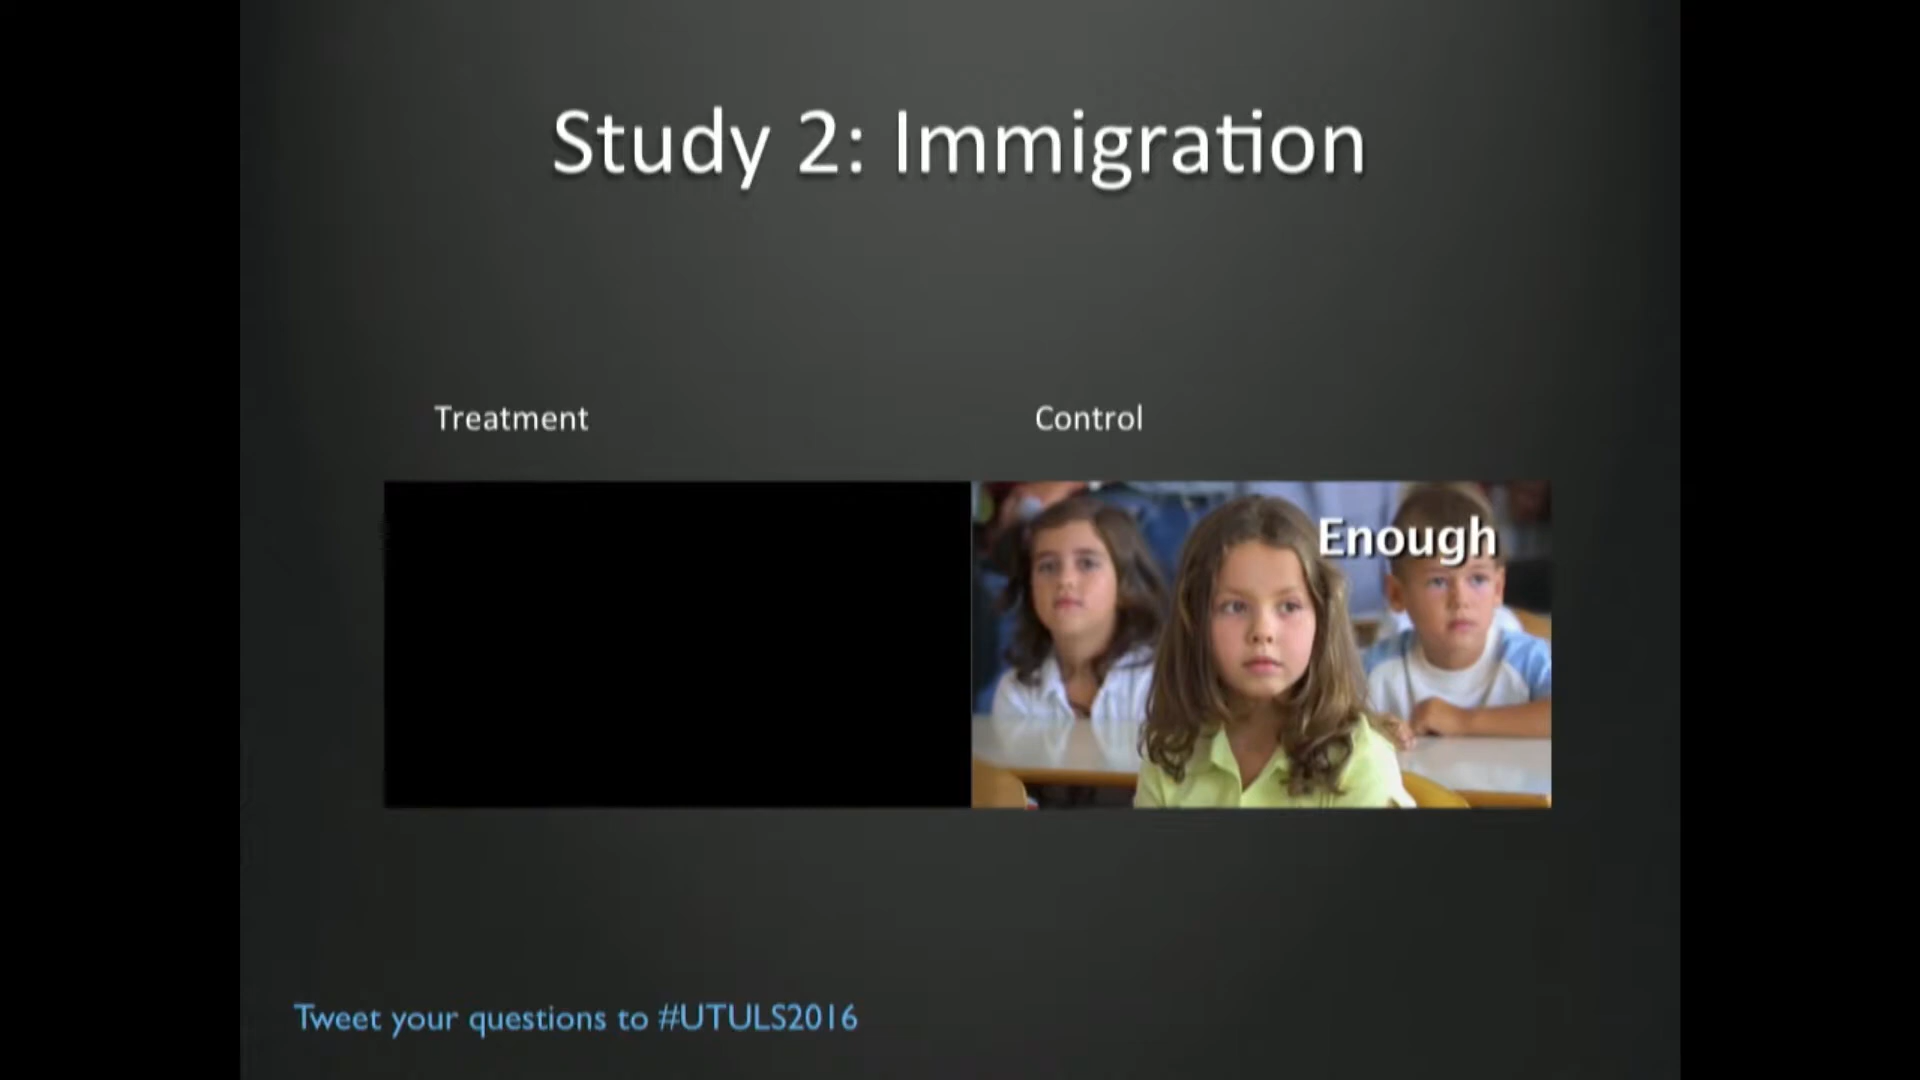 Study 2: Immigration
Treatment
Control
Enough
Tweet your questions to #UTULS2016